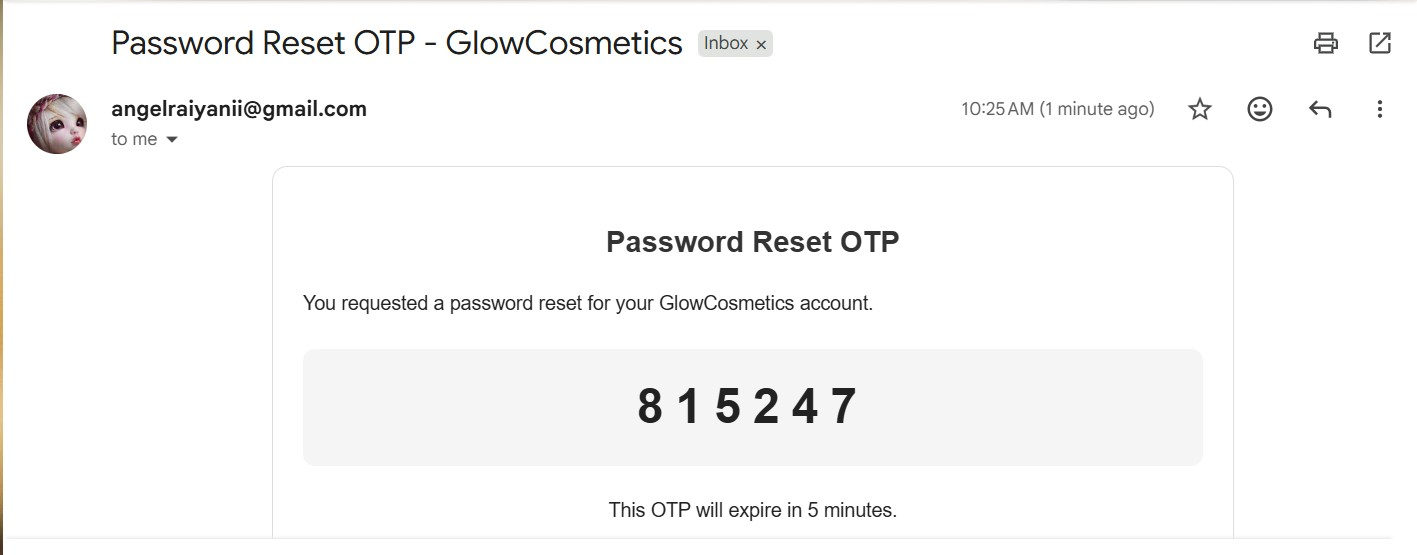 Password Reset OTP - GlowCosmetics Inbox ×
angelraiyanii@gmail.com 10:25 AM (1 minute ago)
to me
Password Reset OTP
You requested a password reset for your GlowCosmetics account.
8 1 5 2 4 7
This OTP will expire in 5 minutes.